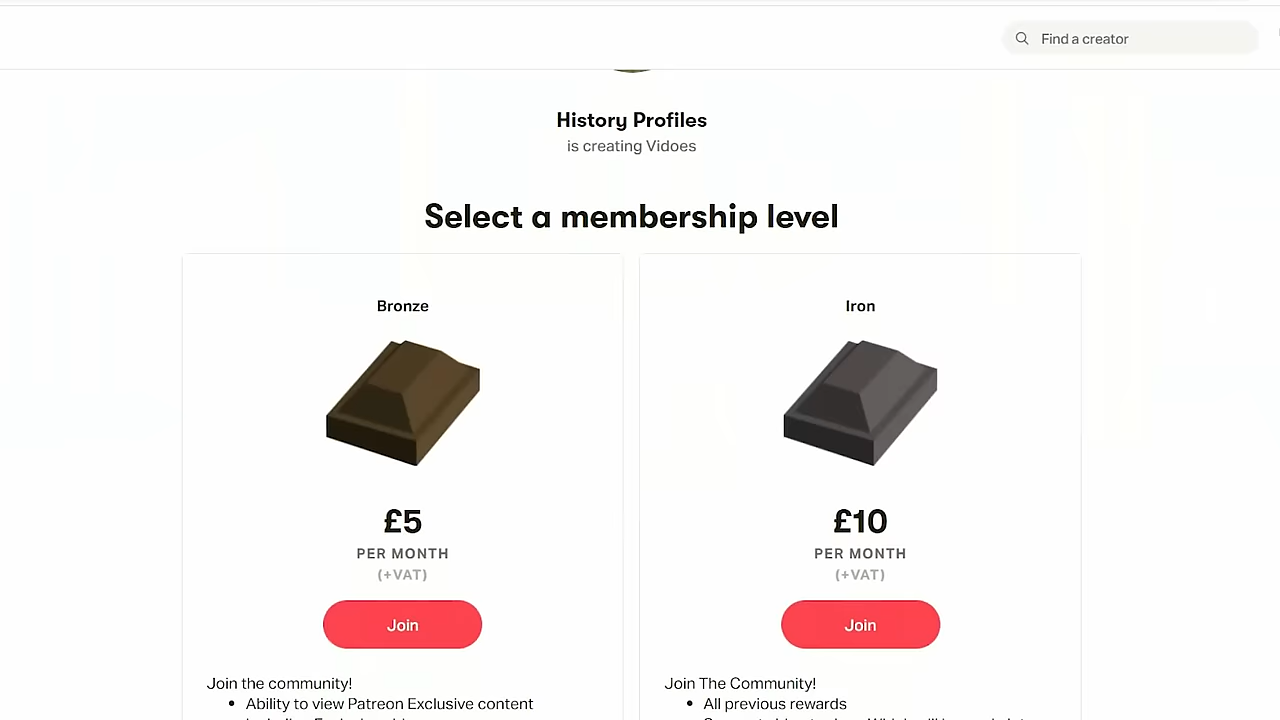 Find a creator
History Profiles
is creating Vidoes
Select a membership level
Bronze
£5
PER MONTH
(+VAT)
Join
Join the community!
• Ability to view Patreon Exclusive content
Iron
£10
PER MONTH
(+VAT)
Join
Join The Community!
• All previous rewards